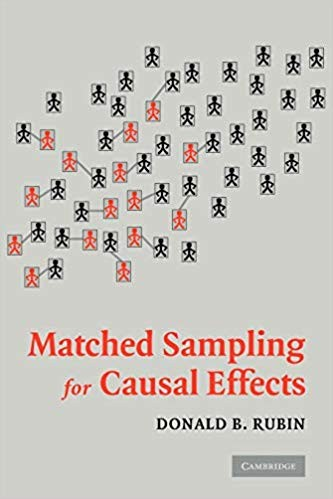 Matched Sampling
for Causal Effects
DONALD B. RUBIN
CAMBRIDGE